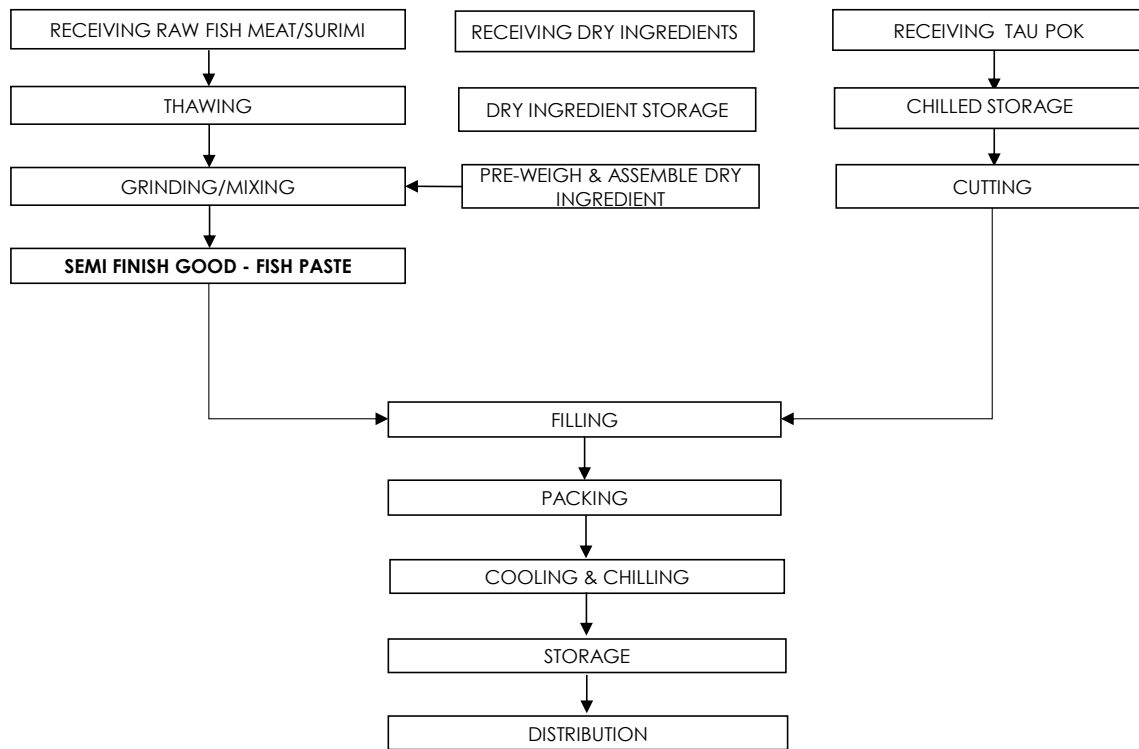 RECEIVING RAW FISH MEAT/SURIMI
RECEIVING DRY INGREDIENTS
RECEIVING TAU POK
THAWING
DRY INGREDIENT STORAGE
CHILLED STORAGE
GRINDING/MIXING
PRE-WEIGH & ASSEMBLE DRY
INGREDIENT
CUTTING
SEMI FINISH GOOD - FISH PASTE
FILLING
PACKING
COOLING & CHILLING
STORAGE
DISTRIBUTION